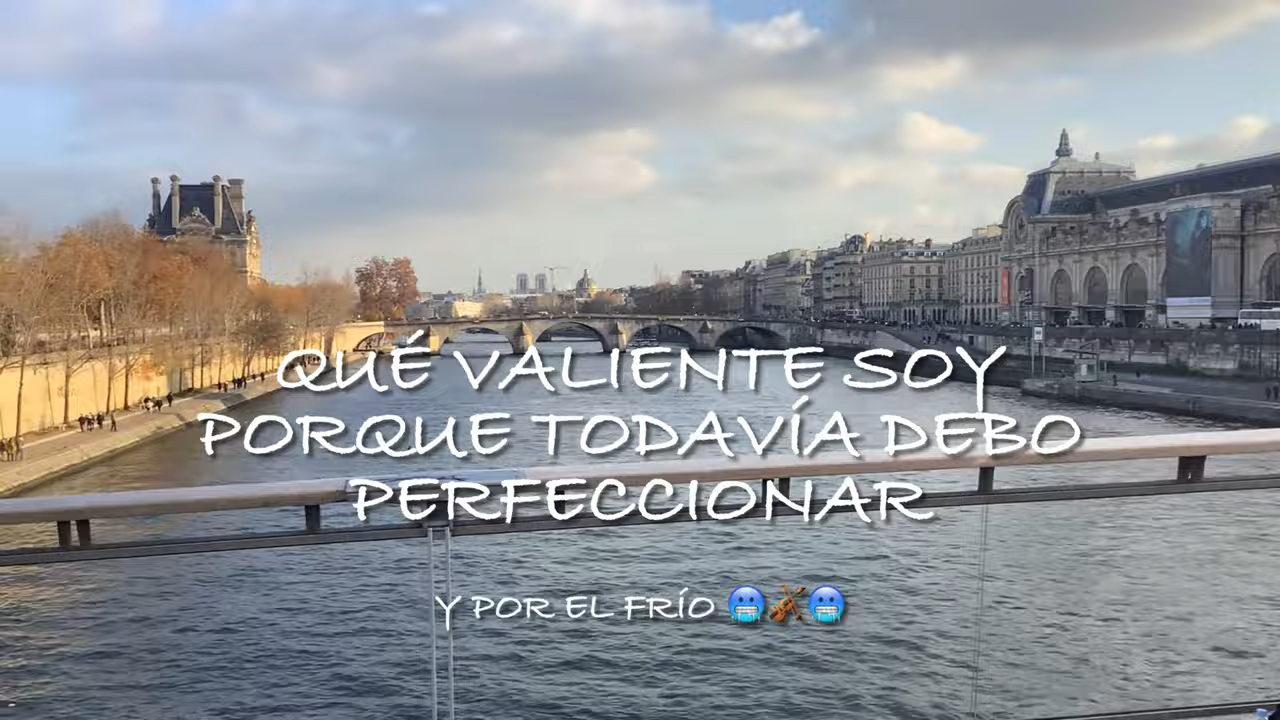 QUÉ VALIENTE SOY
PORQUE TODAVÍA DEBO
PERFECCIONAR
Y POR EL FRÍO 🥶🎻🥶